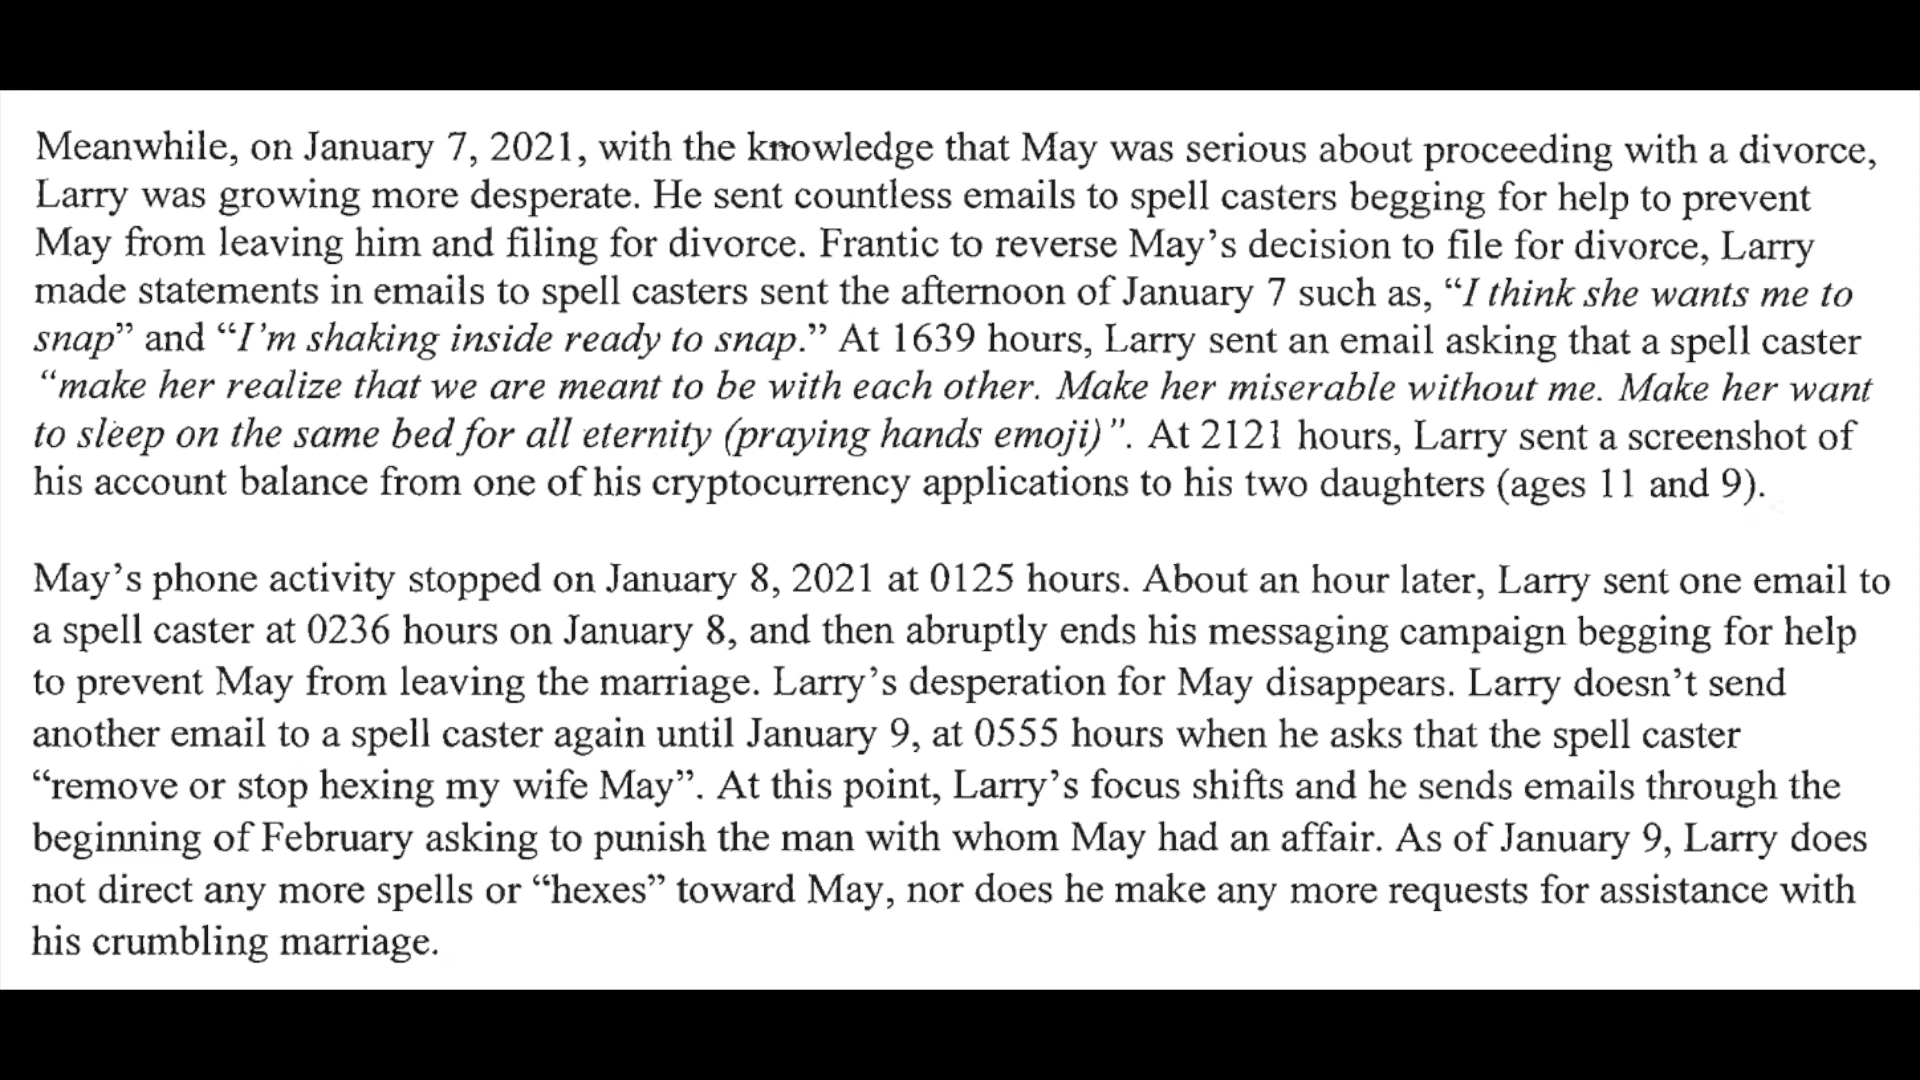 Meanwhile, on January 7, 2021, with the knowledge that May was serious about proceeding with a divorce,
Larry was growing more desperate. He sent countless emails to spell casters begging for help to prevent
May from leaving him and filing for divorce. Frantic to reverse May’s decision to file for divorce, Larry
made statements in emails to spell casters sent the afternoon of January 7 such as, “I think she wants me to
snap” and “I’m shaking inside ready to snap.” At 1639 hours, Larry sent an email asking that a spell caster
“make her realize that we are meant to be with each other. Make her miserable without me. Make her want
to sleep on the same bed for all eternity (praying hands emoji)”. At 2121 hours, Larry sent a screenshot of
his account balance from one of his cryptocurrency applications to his two daughters (ages 11 and 9).
May’s phone activity stopped on January 8, 2021 at 0125 hours. About an hour later, Larry sent one email to
a spell caster at 0236 hours on January 8, and then abruptly ends his messaging campaign begging for help
to prevent May from leaving the marriage. Larry’s desperation for May disappears. Larry doesn’t send
another email to a spell caster again until January 9, at 0555 hours when he asks that the spell caster
“remove or stop hexing my wife May”. At this point, Larry’s focus shifts and he sends emails through the
beginning of February asking to punish the man with whom May had an affair. As of January 9, Larry does
not direct any more spells or “hexes” toward May, nor does he make any more requests for assistance with
his crumbling marriage.